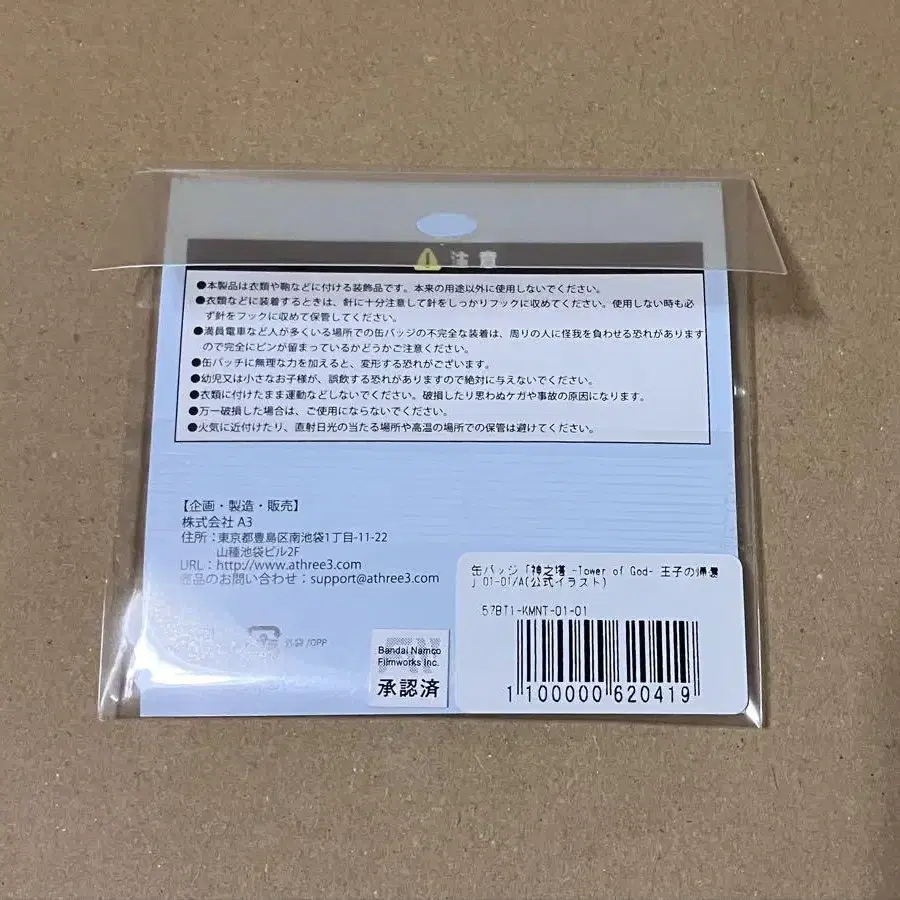 注意
●本製品は衣類や鞄などに付ける装飾品です。本来の用途以外に使用しないでください。
●衣類などに装着するときは、針に十分注意して針をしっかりフックに収めてください。使用しない時も必
ず針をフックに収めて保管してください。
●満員電車など人が多くいる場所での缶バッジの不完全な装着は、周りの人に怪我を負わせる恐れがあります
ので完全にピンが留まっているかどうかご注意ください。
●缶バッチに無理な力を加えると、変形する恐れがございます。
●幼児又は小さなお子様が、誤飲する恐れがありますので絶対に与えないでください。
●衣類に付けたまま運動などしないでください。破損したり思わぬケガや事故の原因になります。
●万一破損した場合は、ご使用にならないでください。
●火気に近付けたり、直射日光の当たる場所や高温の場所での保管は避けてください。
【企画・製造・販売】
株式会社 A3
住所：東京都豊島区南池袋1丁目-11-22
山種池袋ビル2F
URL：http://www.athree3.com
商品のお問い合わせ：support@athree3.com
外袋/OPP
Bandai Namco
Filmworks Inc.
承認済
缶バッジ「神之塔 -Tower of God- 王子の帰還
」01-01/A(公式イラスト)
57BT1-KMNT-01-01
1 100000 620419